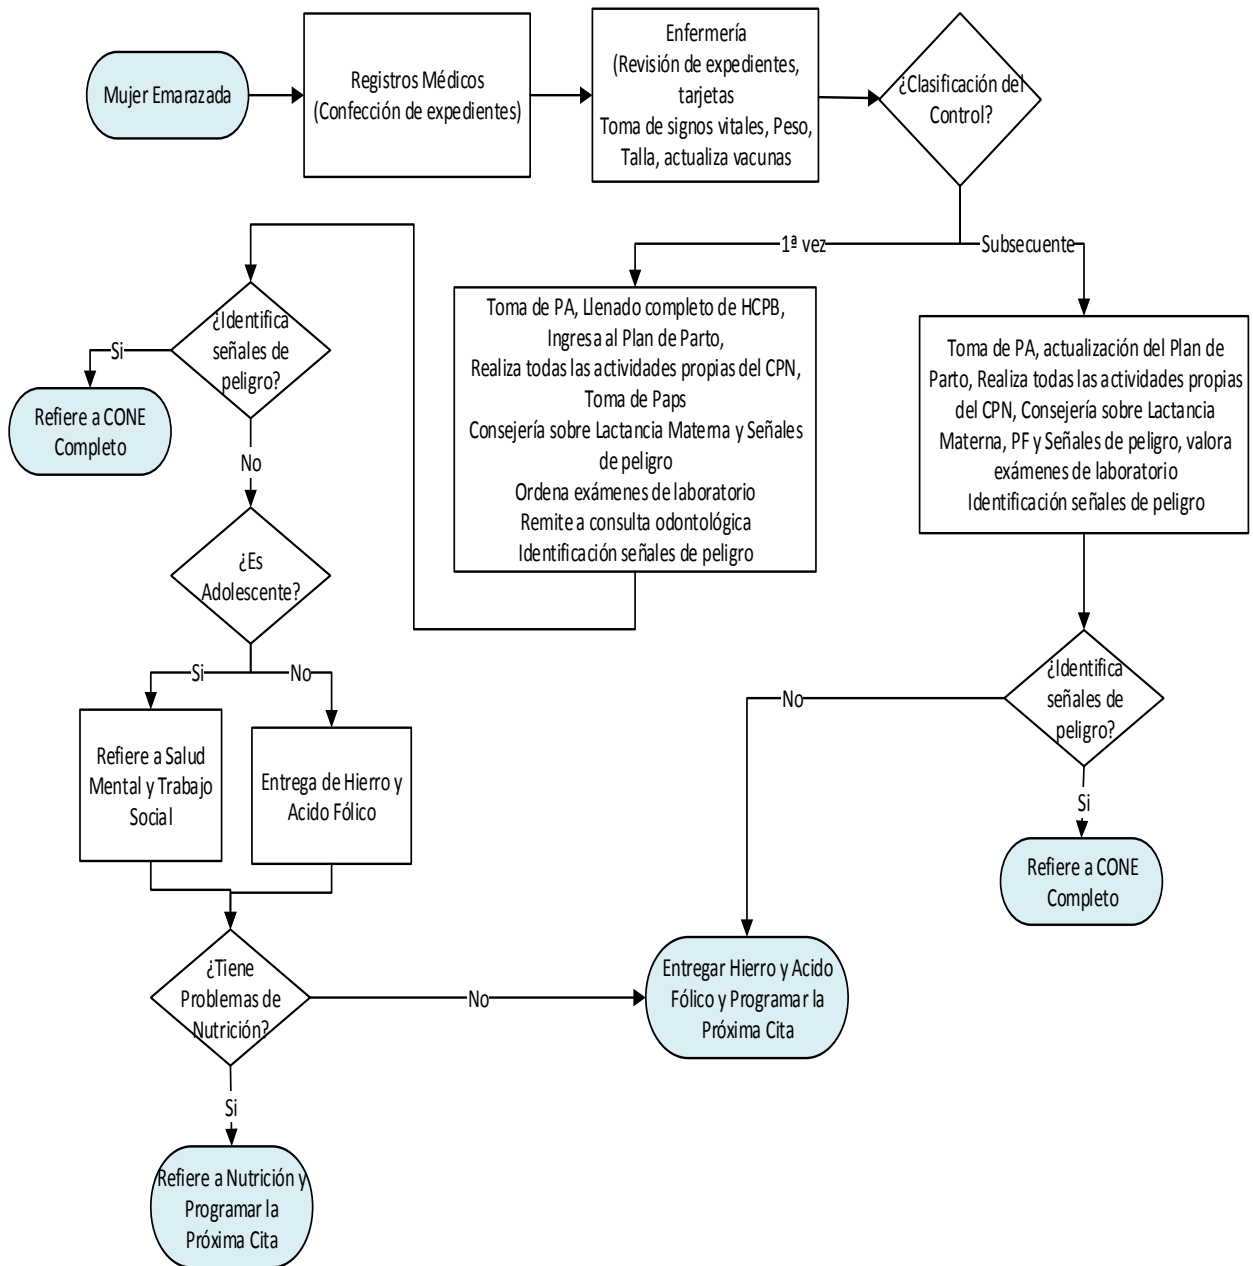 Mujer Emarazada
Registros Médicos
(Confección de expedientes)
Enfermería
(Revisión de expedientes,
tarjetas
Toma de signos vitales, Peso,
Talla, actualiza vacunas
¿Clasificación del
Control?
1ª vez
Subsecuente
Toma de PA, Llenado completo de HCPB,
Ingresa al Plan de Parto,
Realiza todas las actividades propias del CPN,
Toma de Paps
Consejería sobre Lactancia Materna y Señales
de peligro
Ordena exámenes de laboratorio
Remite a consulta odontológica
Identificación señales de peligro
Toma de PA, actualización del Plan de
Parto, Realiza todas las actividades propias
del CPN, Consejería sobre Lactancia
Materna, PF y Señales de peligro, valora
exámenes de laboratorio
Identificación señales de peligro
¿Identifica
señales de
peligro?
Si
Refiere a CONE
Completo
No
¿Es
Adolescente?
Si
No
Refiere a Salud
Mental y Trabajo
Social
Entrega de Hierro y
Acido Fólico
¿Identifica
señales de
peligro?
No
Si
Refiere a CONE
Completo
¿Tiene
Problemas de
Nutrición?
No
Entregar Hierro y Acido
Fólico y Programar la
Próxima Cita
Si
Refiere a Nutrición y
Programar la
Próxima Cita